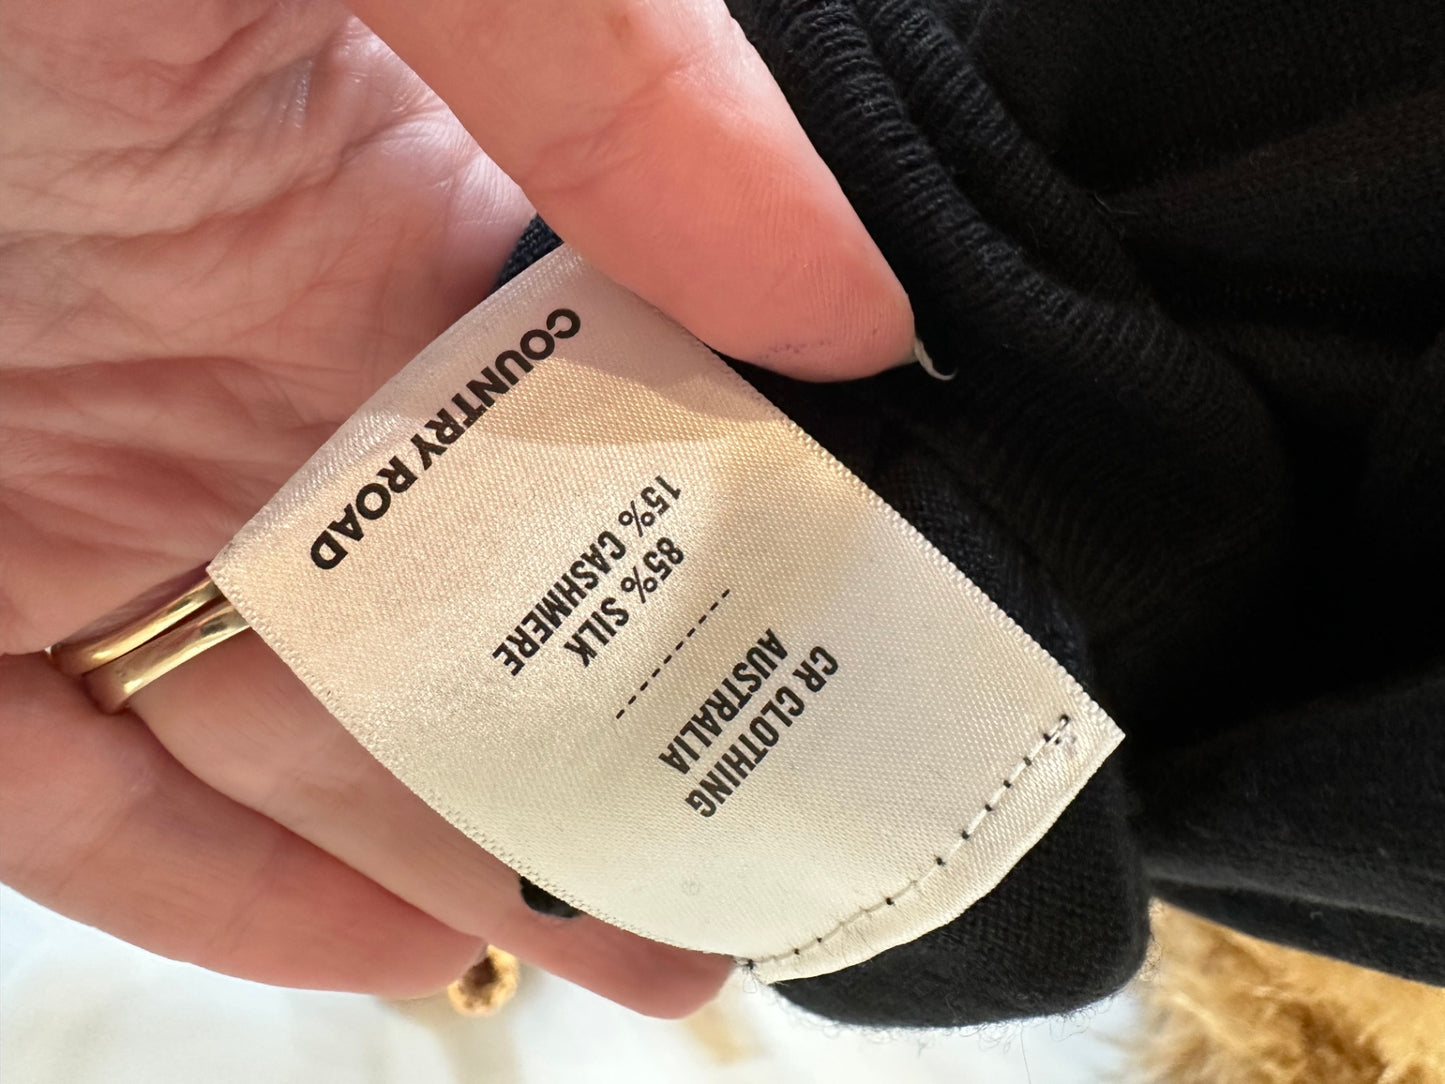 CR CLOTHING
AUSTRALIA
85% SILK
15% CASHMERE
COUNTRY ROAD